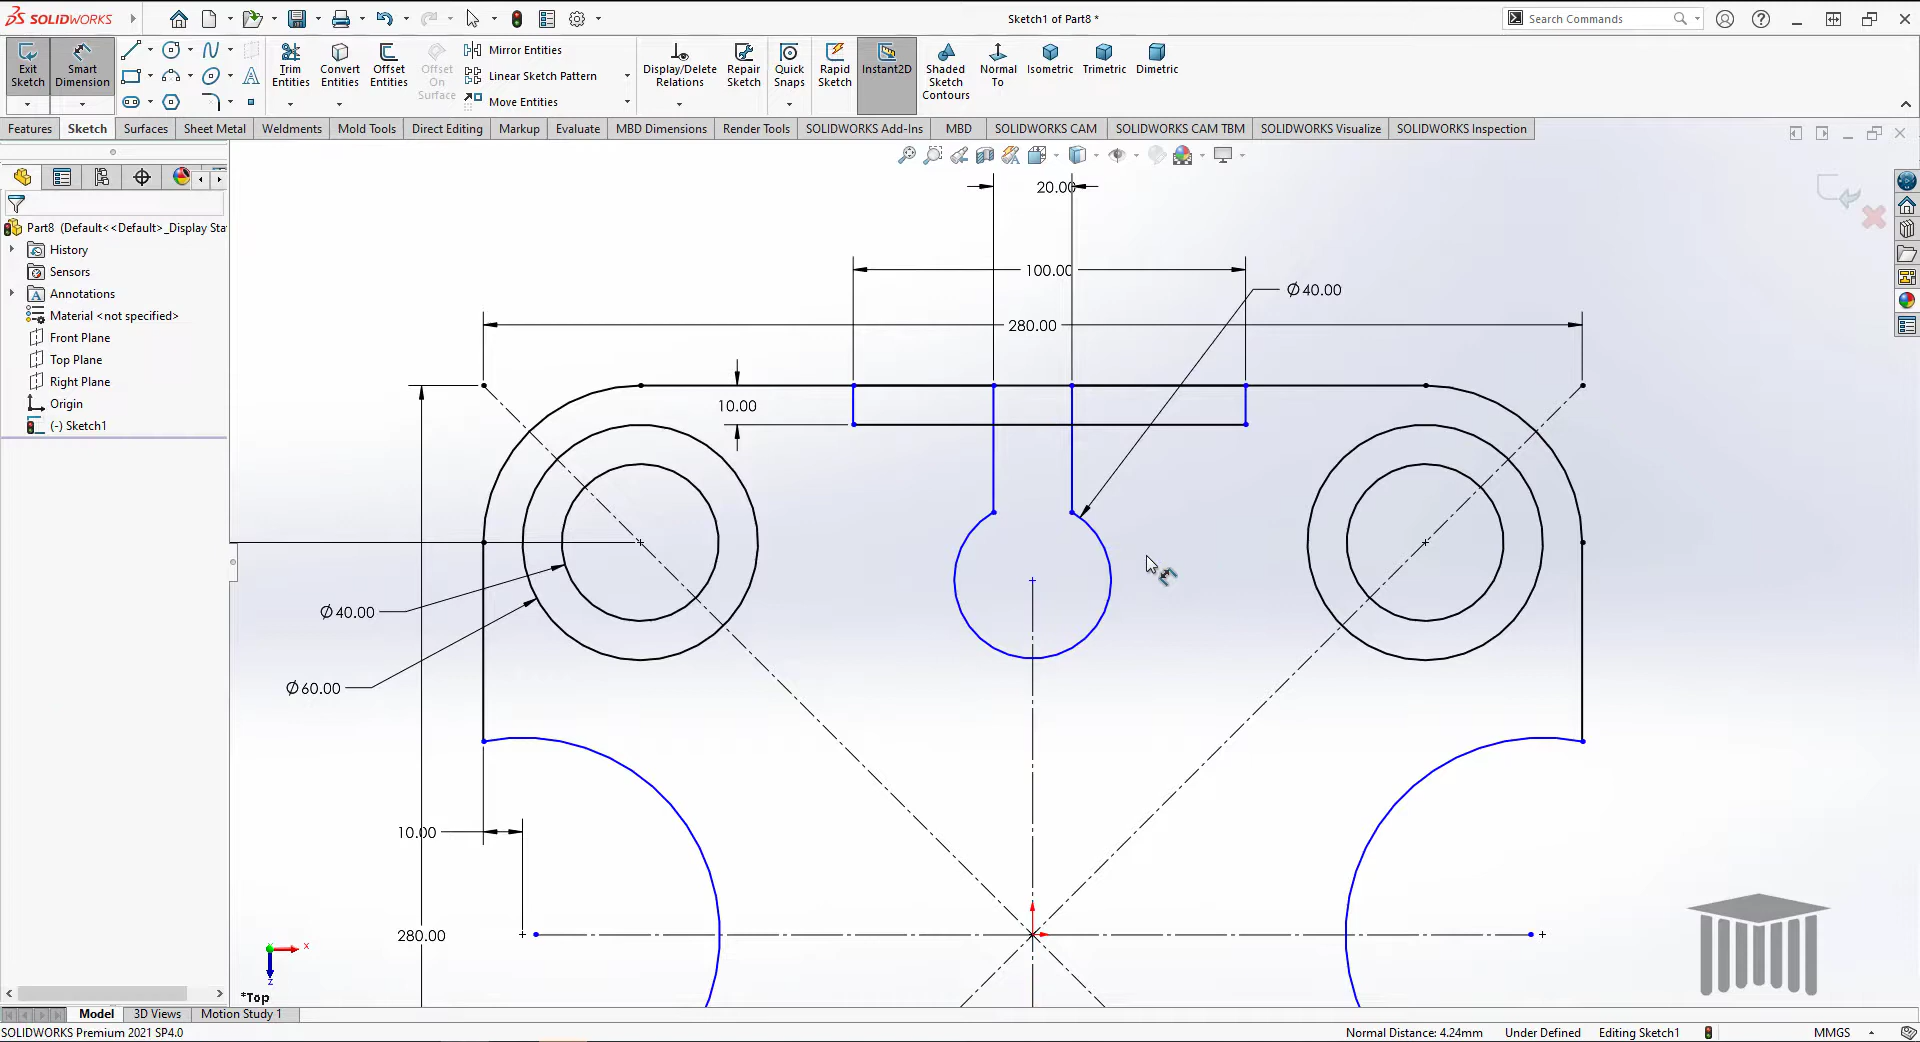 SOLIDWORKS
Sketch1 of Part8 *
Search Commands
Exit Sketch
Smart Dimension
Trim Entities
Convert Entities
Offset Entities
Offset On Surface
Mirror Entities
Linear Sketch Pattern
Move Entities
Display/Delete Relations
Repair Sketch
Quick Snaps
Rapid Sketch
Instant2D
Shaded Sketch Contours
Normal To
Isometric
Trimetric
Dimetric
Features Sketch Surfaces Sheet Metal Weldments Mold Tools Direct Editing Markup Evaluate MBD Dimensions Render Tools SOLIDWORKS Add-Ins MBD SOLIDWORKS CAM SOLIDWORKS CAM TBM SOLIDWORKS Visualize SOLIDWORKS Inspection
Part8 (Default<<Default>_Display Sta
History
Sensors
Annotations
Material <not specified>
Front Plane
Top Plane
Right Plane
Origin
(-) Sketch1
20.00
100.00
Ø40.00
280.00
10.00
Ø40.00
Ø60.00
10.00
280.00
X
Z
*Top
Model 3D Views Motion Study 1
SOLIDWORKS Premium 2021 SP4.0
Normal Distance: 4.24mm Under Defined Editing Sketch1 MMGS